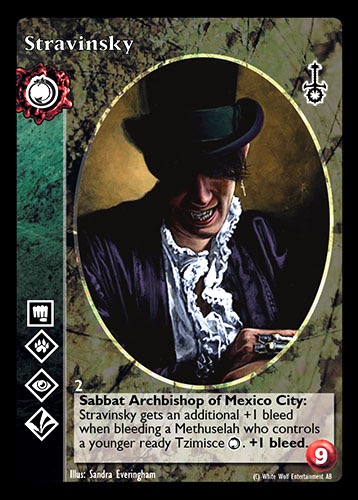 Stravinsky
2
Sabbat Archbishop of Mexico City:
Stravinsky gets an additional +1 bleed
when bleeding a Methuselah who controls
a younger ready Tzimisce . +1 bleed.
9
Illus: Sandra Everingham
(C) White Wolf Entertainment AB